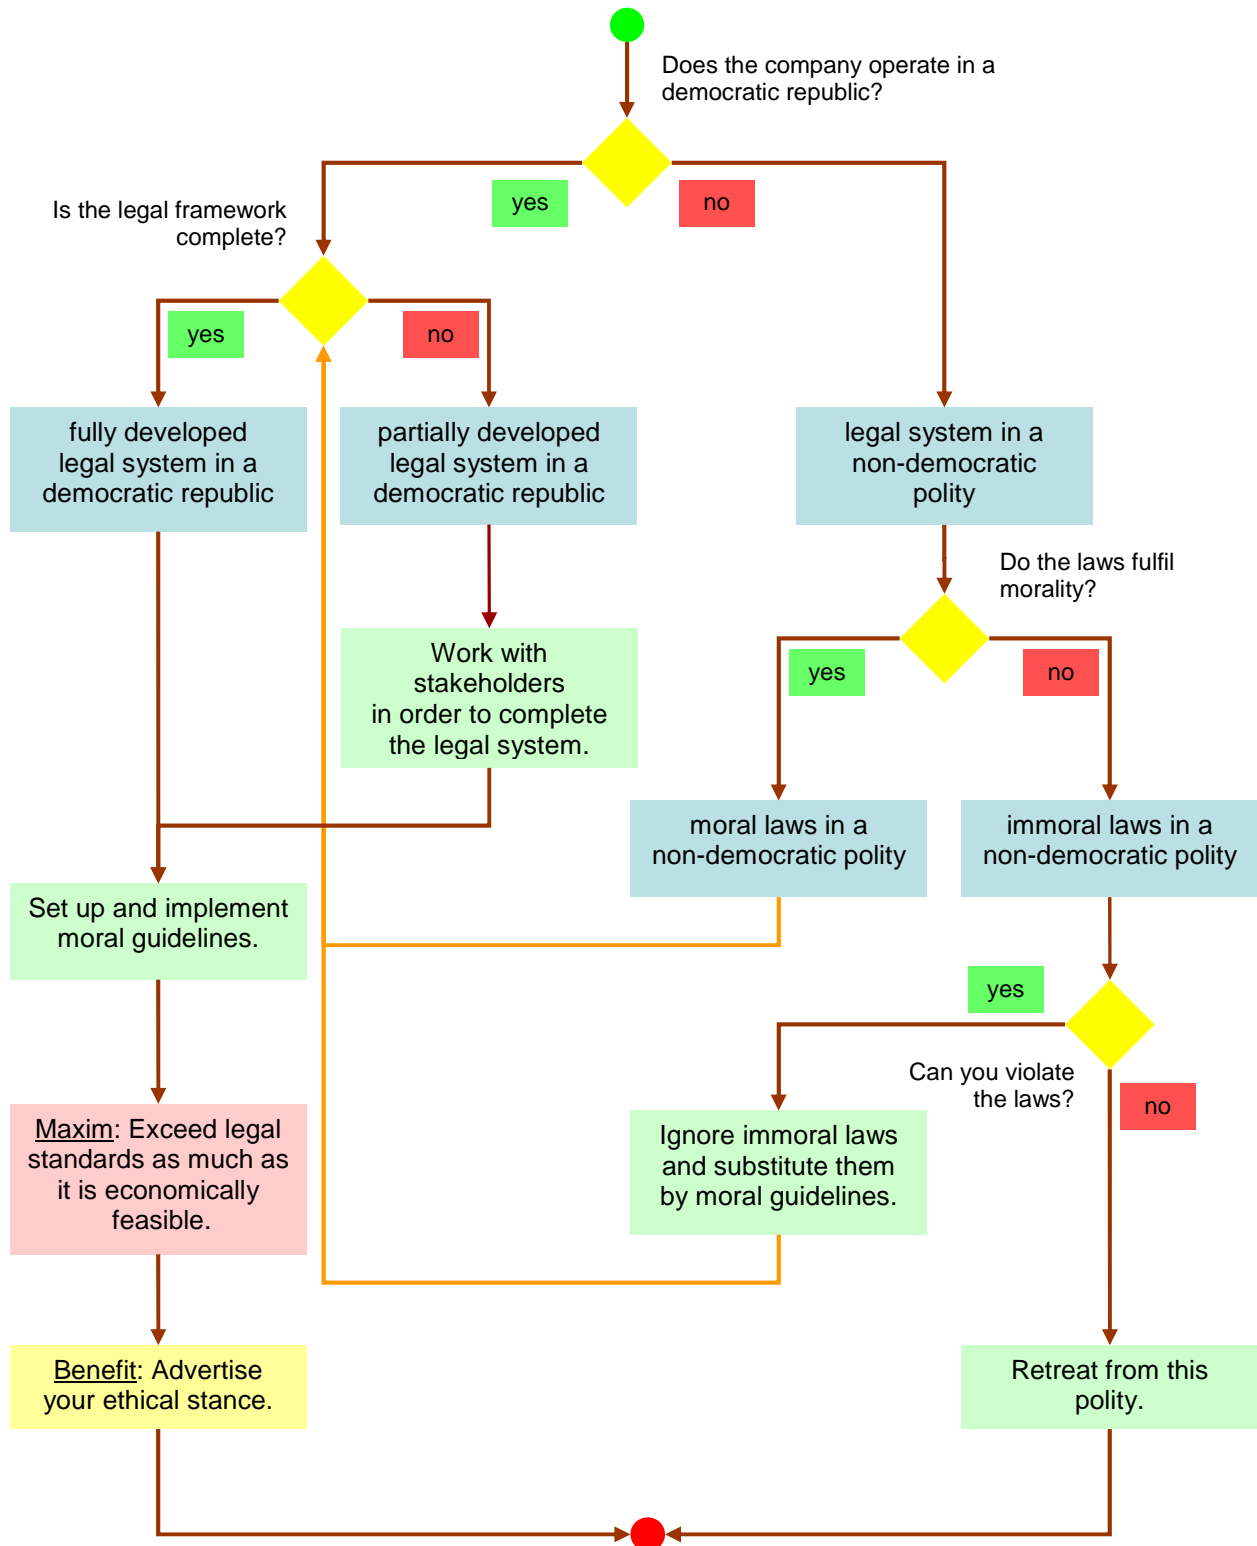 Does the company operate in a
democratic republic?
yes
no
Is the legal framework
complete?
yes
no
fully developed
legal system in a
democratic republic
partially developed
legal system in a
democratic republic
legal system in a
non-democratic
polity
Do the laws fulfil
morality?
yes
no
Work with
stakeholders
in order to complete
the legal system.
moral laws in a
non-democratic polity
immoral laws in a
non-democratic polity
Set up and implement
moral guidelines.
yes
Can you violate
the laws?
no
Maxim: Exceed legal
standards as much as
it is economically
feasible.
Ignore immoral laws
and substitute them
by moral guidelines.
Benefit: Advertise
your ethical stance.
Retreat from this
polity.